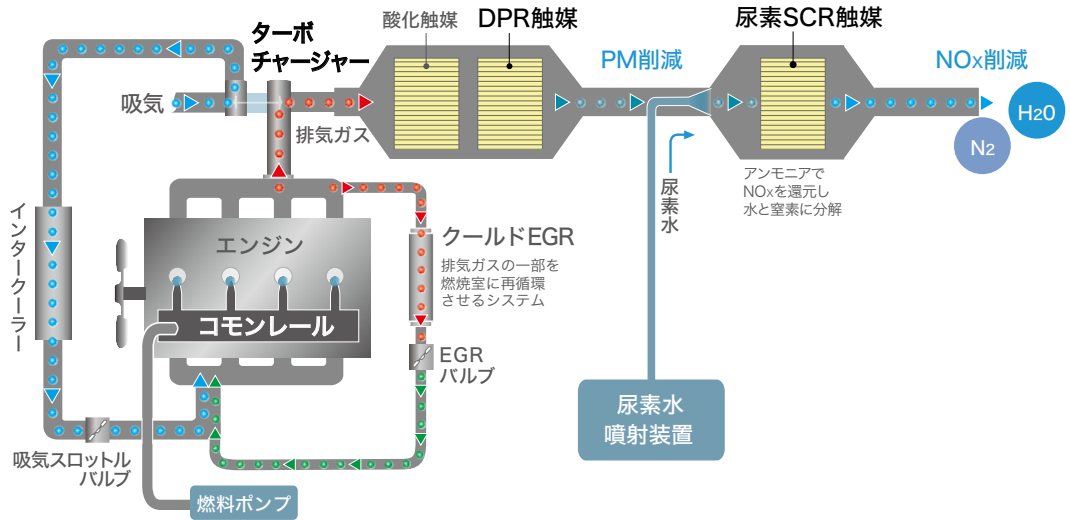 酸化触媒
DPR触媒
尿素SCR触媒
ターボ
チャージャー
PM削減
NOx削減
吸気
排気ガス
H2O
N2
尿素水
アンモニアで
NOxを還元し
水と窒素に分解
インタークーラー
エンジン
クールドEGR
排気ガスの一部を
燃焼室に再循環
させるシステム
コモンレール
EGR
バルブ
尿素水
噴射装置
吸気スロットル
バルブ
燃料ポンプ